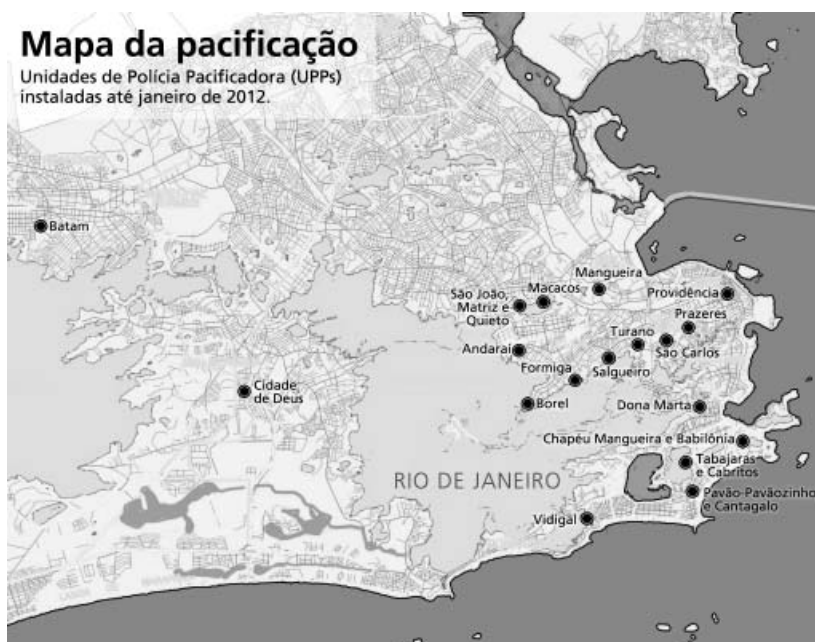 Mapa da pacificação
Unidades de Polícia Pacificadora (UPPs)
instaladas até janeiro de 2012.
Batam
Mangueira
Macacos
São João,
Matriz e
Quieto
Providência
Prazeres
Turano
São Carlos
Andaraí
Salgueiro
Formiga
Cidade
de Deus
Borel
Dona Marta
Chapéu Mangueira e Babilônia
Tabajaras
e Cabritos
RIO DE JANEIRO
Pavão-Pavãozinho
e Cantagalo
Vidigal